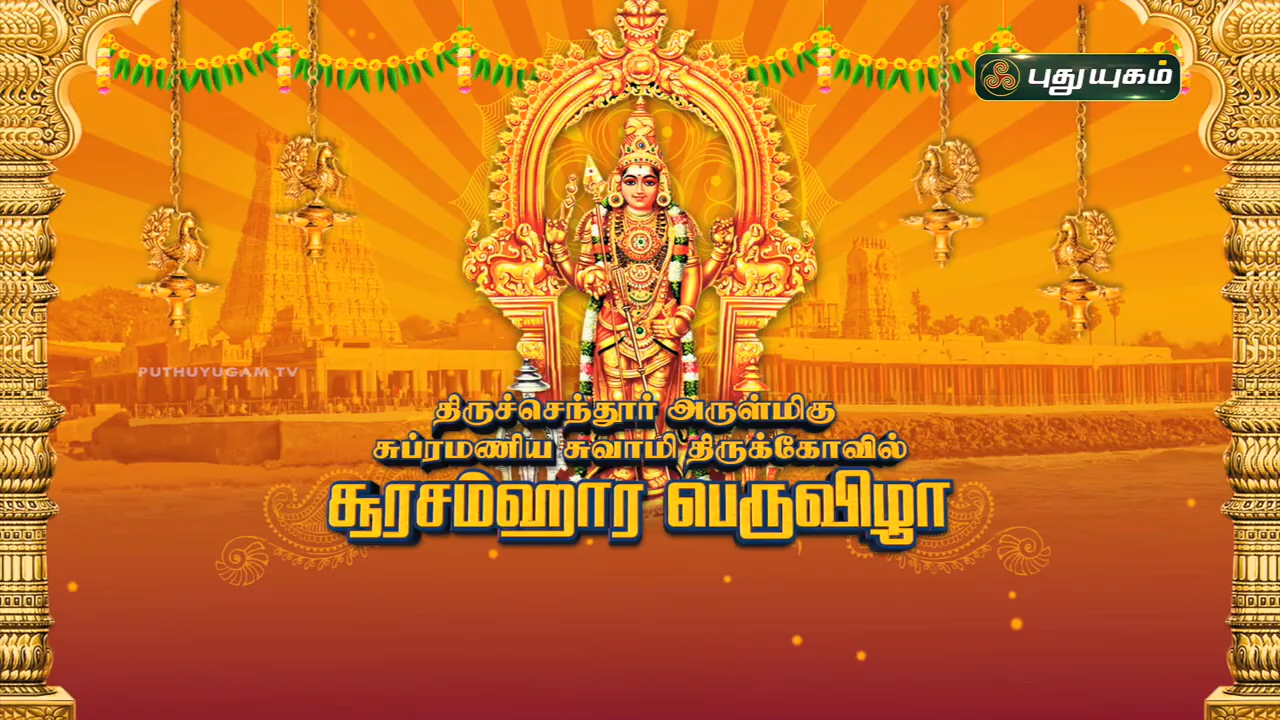 புதுயுகம்
PUTHUYUGAM TV
திருச்செந்தூர் அருள்மிகு
சுப்ரமணிய சுவாமி திருக்கோவில்
சூரசம்ஹார பெருவிழா